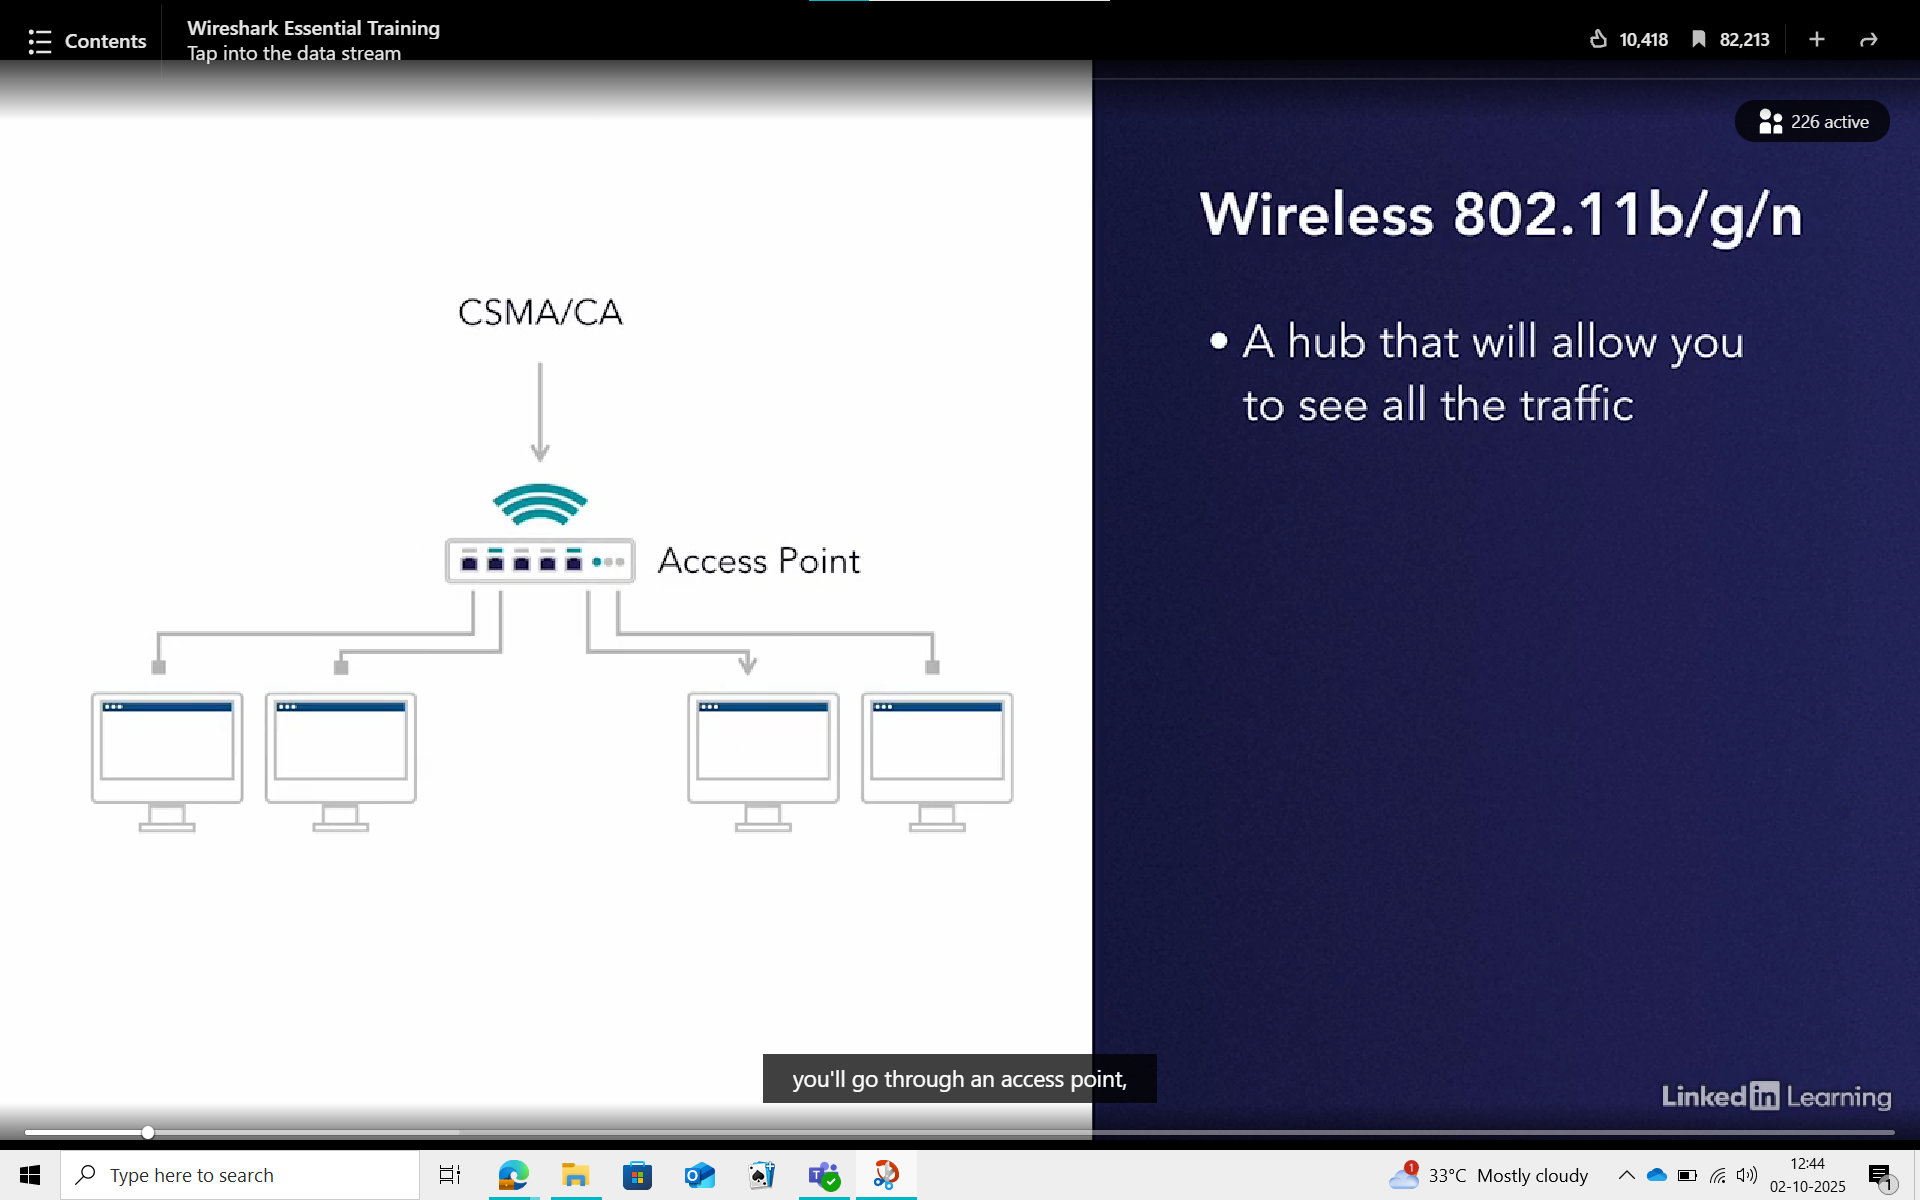 Contents
Wireshark Essential Training
Tap into the data stream
10,418
82,213
226 active
Wireless 802.11b/g/n
• A hub that will allow you
to see all the traffic
CSMA/CA
Access Point
you'll go through an access point,
LinkedIn Learning
Type here to search
1
33°C Mostly cloudy
12:44
02-10-2025
1